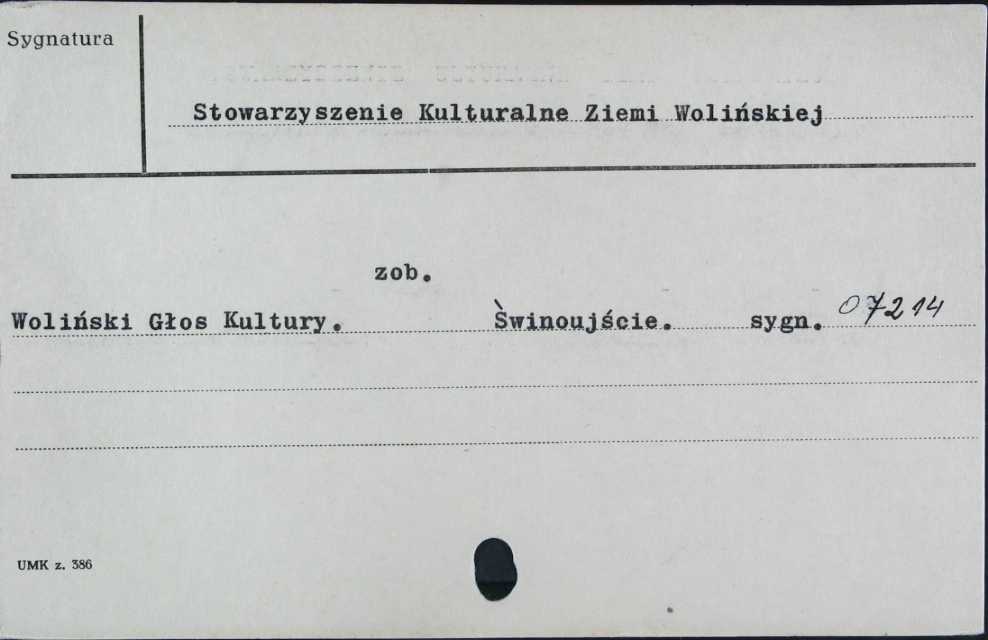 Sygnatura
Stowarzyszenie Kulturalne Ziemi Wolińskiej
zob.
Woliński Głos Kultury. Świnoujście. sygn. 07214
UMK z. 386